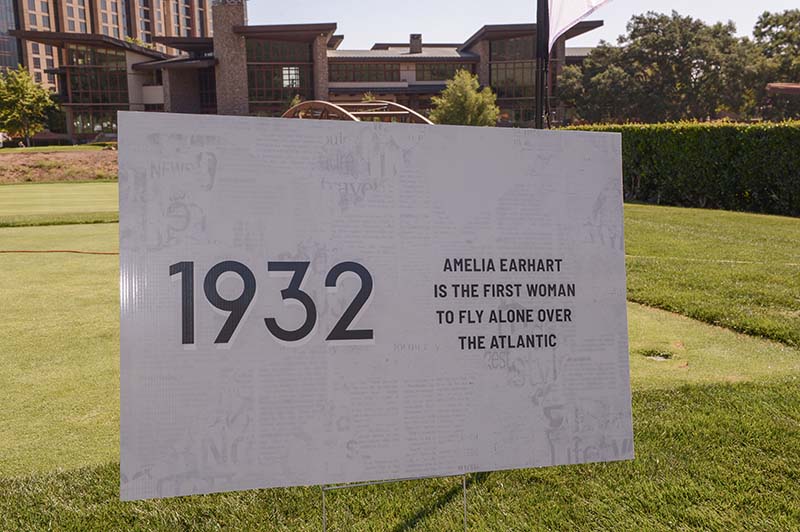 1932
AMELIA EARHART
IS THE FIRST WOMAN
TO FLY ALONE OVER
THE ATLANTIC